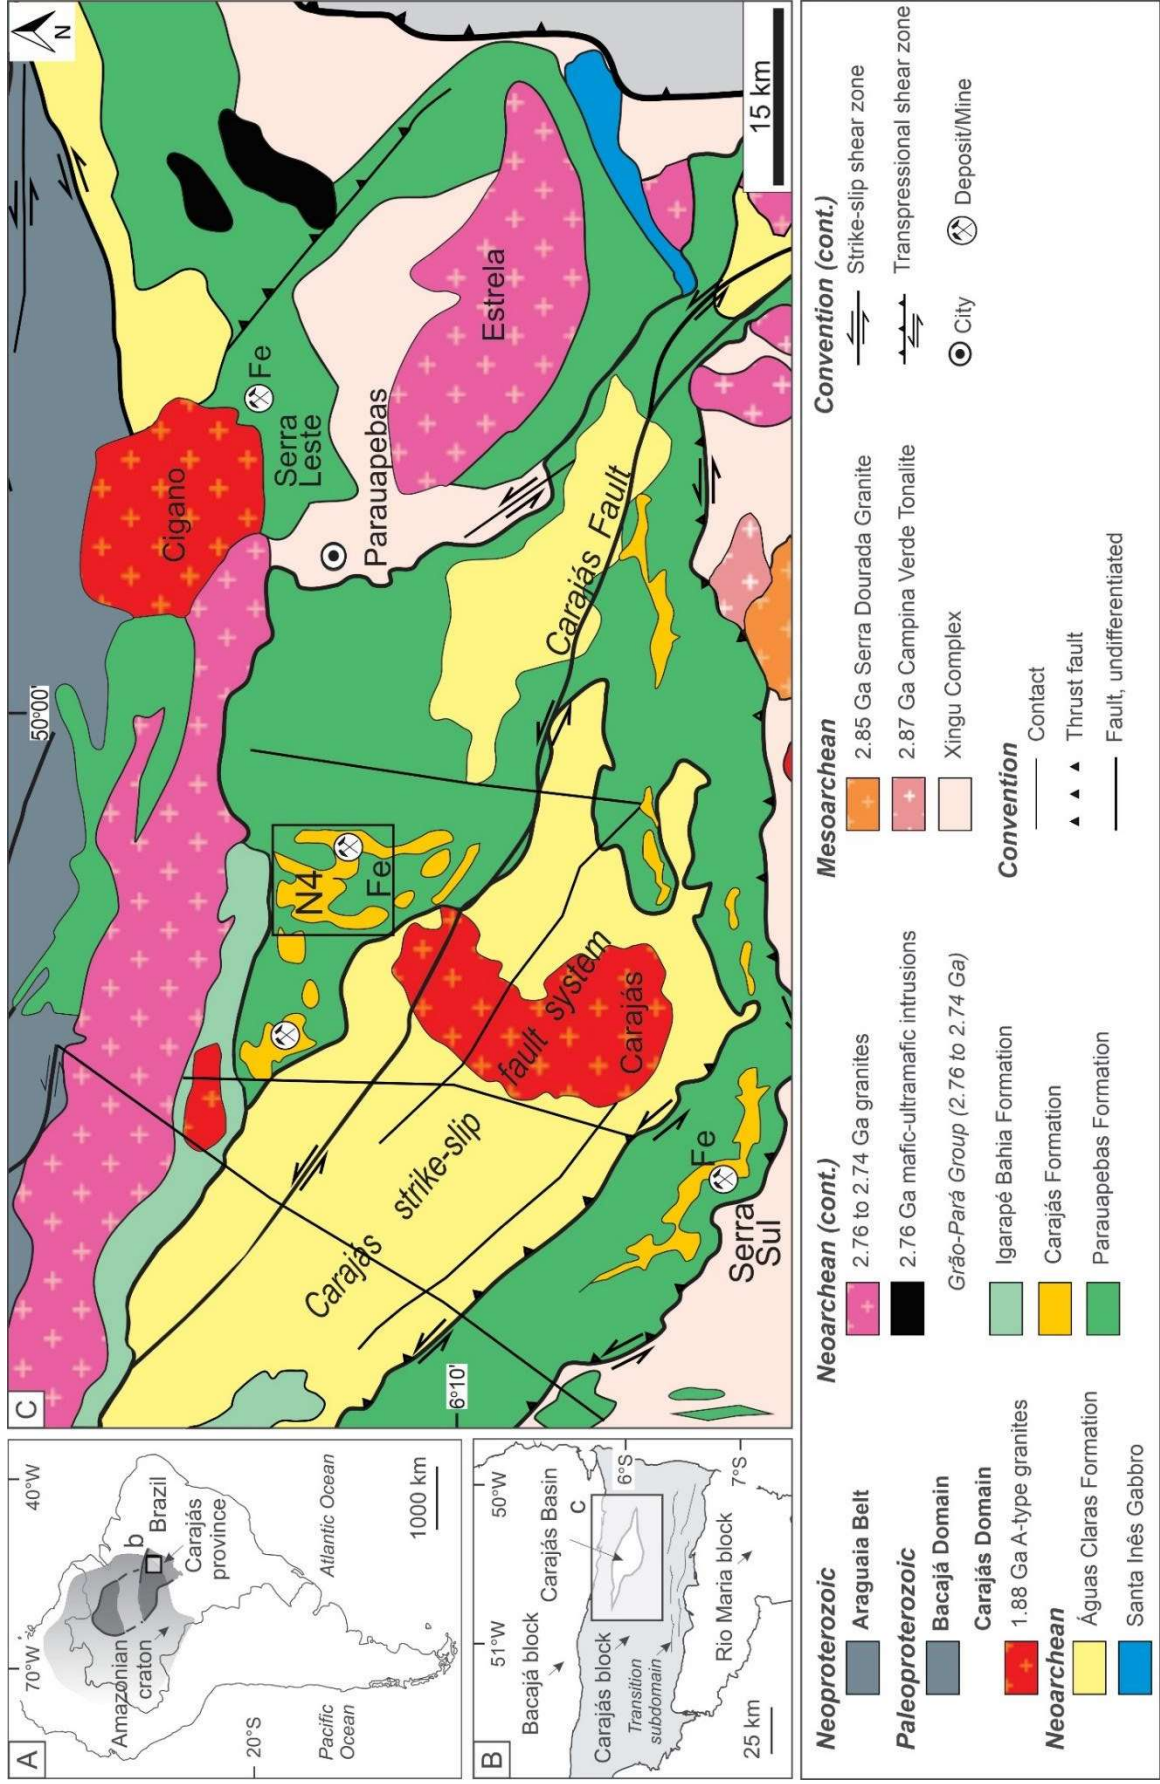 A
70°W
40°W
Amazonian
craton
b
Brazil
Carajás
province
20°S
Pacific
Ocean
Atlantic Ocean
1000 km
B
51°W
50°W
Bacajá block
Carajás Basin
c
Carajás block
6°S
Transition
subdomain
Rio Maria block
7°S
25 km
C
50°00'
N
Cigano
Serra
Leste
Fe
N4
Fe
Parauapebas
Estrela
Carajás Fault
Carajás
strike-slip
fault system
Carajás
6°10'
Serra
Sul
Fe
15 km
Neoproterozoic
Araguaia Belt
Paleoproterozoic
Bacajá Domain
Carajás Domain
1.88 Ga A-type granites
Neoarchean
Águas Claras Formation
Santa Inês Gabbro
Neoarchean (cont.)
2.76 to 2.74 Ga granites
2.76 Ga mafic-ultramafic intrusions
Grão-Pará Group (2.76 to 2.74 Ga)
Igarapé Bahia Formation
Carajás Formation
Parauapebas Formation
Mesoarchean
2.85 Ga Serra Dourada Granite
2.87 Ga Campina Verde Tonalite
Xingu Complex
Convention
Contact
Thrust fault
Fault, undifferentiated
Convention (cont.)
Strike-slip shear zone
Transpressional shear zone
City
Deposit/Mine